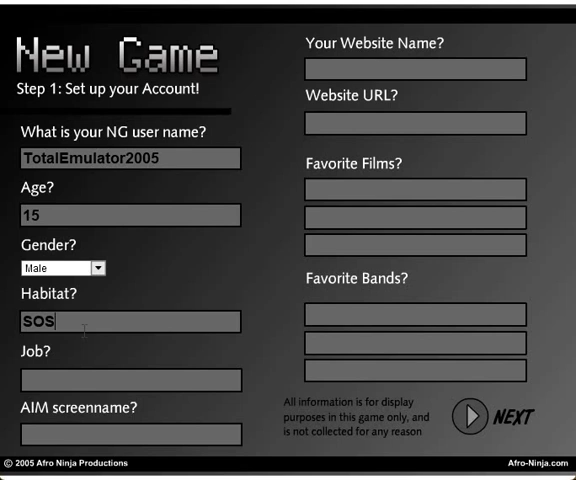 New Game
Step 1: Set up your Account!
What is your NG user name?
TotalEmulator2005
Age?
15
Gender?
Male
Habitat?
SOS
Job?
AIM screenname?
Your Website Name?
Website URL?
Favorite Films?
Favorite Bands?
All information is for display
purposes in this game only, and
is not collected for any reason
NEXT
© 2005 Afro Ninja Productions
Afro-Ninja.com